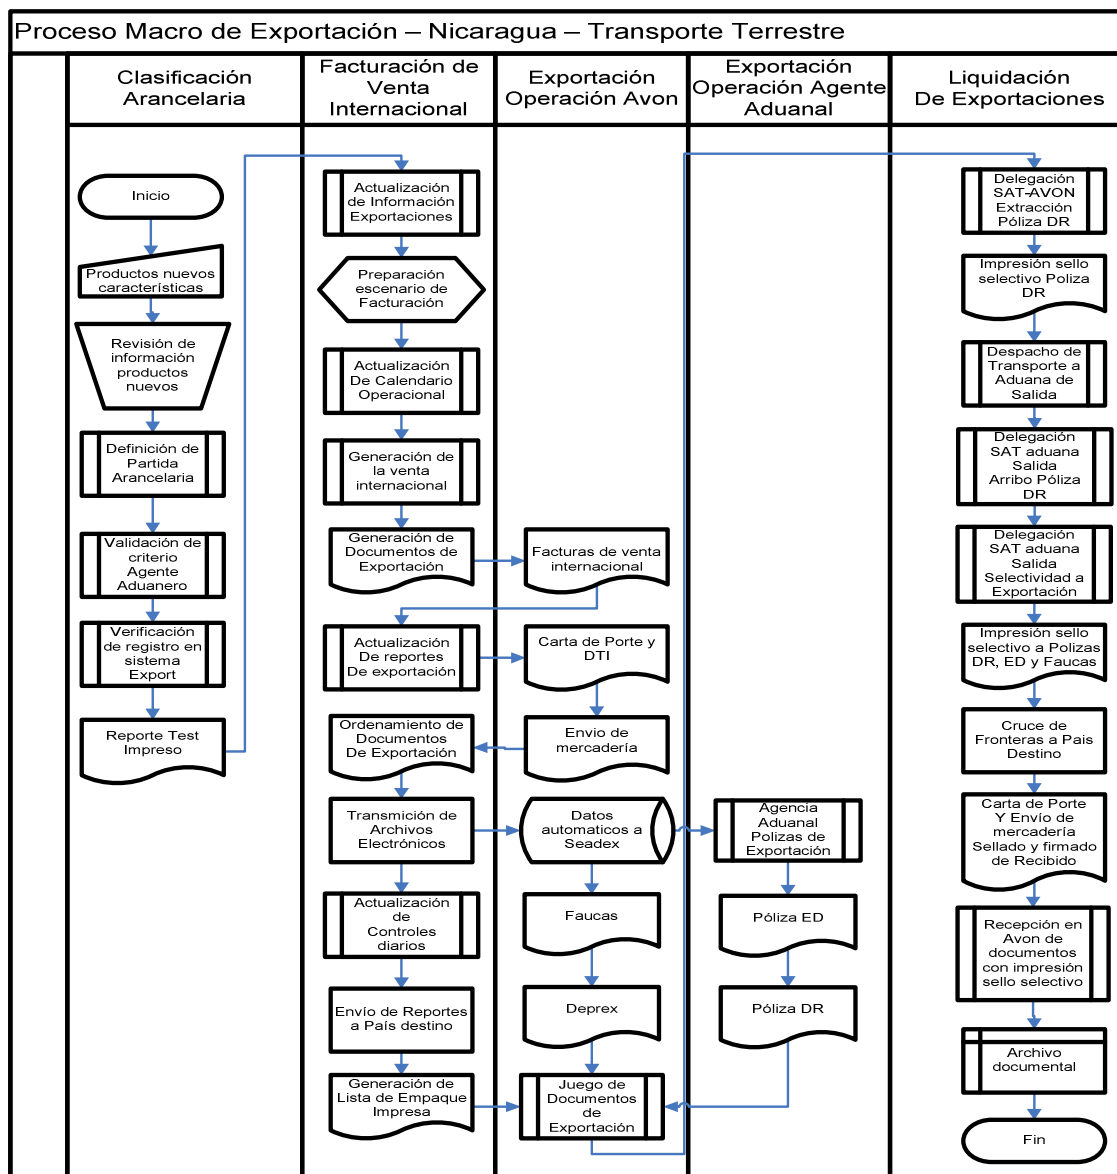 Proceso Macro de Exportación – Nicaragua – Transporte Terrestre
Clasificación
Arancelaria
Facturación de
Venta
Internacional
Exportación
Operación Avon
Exportación
Operación Agente
Aduanal
Liquidación
De Exportaciones
Inicio
Productos nuevos
características
Revisión de
información
productos
nuevos
Definición de
Partida
Arancelaria
Validación de
criterio
Agente
Aduanero
Verificación
de registro en
sistema
Export
Reporte Test
Impreso
Actualización
de Información
Exportaciones
Preparación
escenario de
Facturación
Actualización
De Calendario
Operacional
Generación de
la venta
internacional
Generación de
Documentos de
Exportación
Facturas de venta
internacional
Actualización
De reportes
De exportación
Carta de Porte y
DTI
Envio de
mercadería
Ordenamiento de
Documentos
De Exportación
Transmición de
Archivos
Electrónicos
Datos
automaticos a
Seadex
Agencia
Aduanal
Polizas de
Exportación
Actualización
de
Controles
diarios
Envío de Reportes
a País destino
Generación de
Lista de Empaque
Impresa
Faucas
Deprex
Juego de
Documentos
de
Exportación
Póliza ED
Póliza DR
Delegación
SAT–AVON
Extracción
Póliza DR
Impresión sello
selectivo Poliza
DR
Despacho de
Transporte a
Aduana de
Salida
Delegación
SAT aduana
Salida
Arribo Póliza
DR
Delegación
SAT aduana
Salida
Selectividad a
Exportación
Impresión sello
selectivo a Polizas
DR, ED y Faucas
Cruce de
Fronteras a Pais
Destino
Carta de Porte
Y Envío de
mercadería
Sellado y firmado
de Recibido
Recepción en
Avon de
documentos
con impresión
sello selectivo
Archivo
documental
Fin